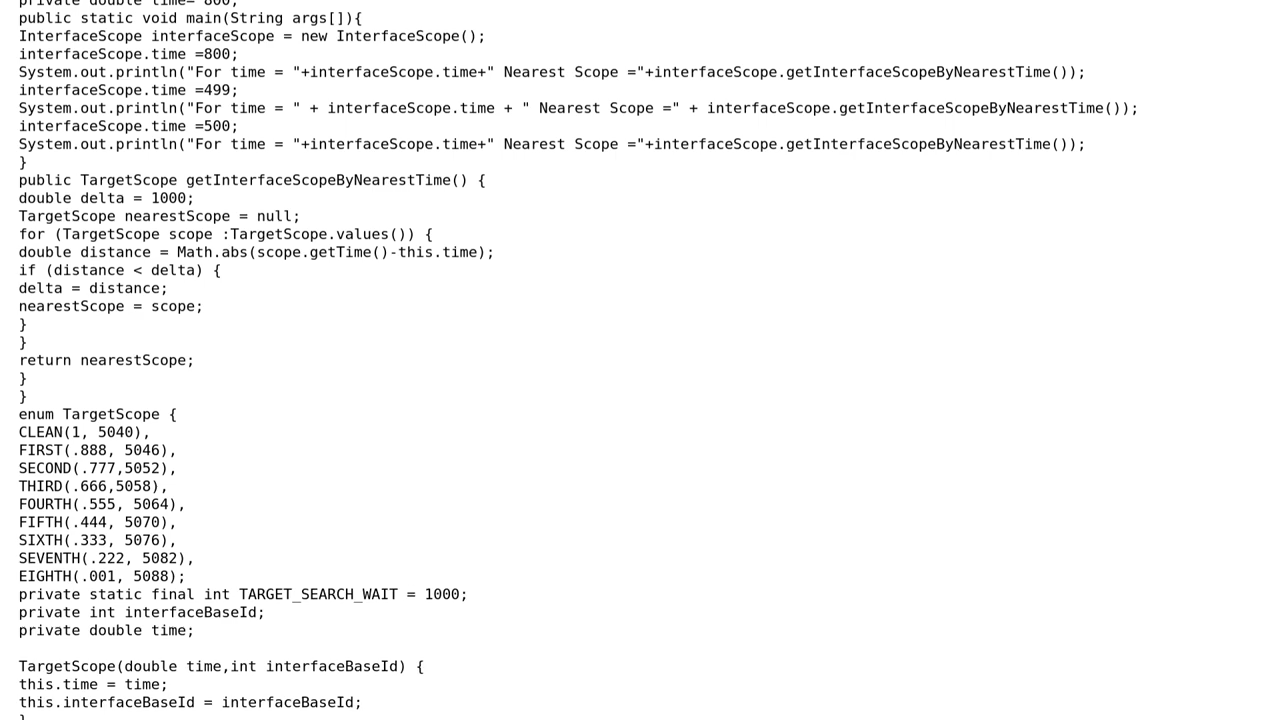 private double time= 800;
public static void main(String args[]){
InterfaceScope interfaceScope = new InterfaceScope();
interfaceScope.time =800;
System.out.println("For time = "+interfaceScope.time+" Nearest Scope ="+interfaceScope.getInterfaceScopeByNearestTime());
interfaceScope.time =499;
System.out.println("For time = " + interfaceScope.time + " Nearest Scope =" + interfaceScope.getInterfaceScopeByNearestTime());
interfaceScope.time =500;
System.out.println("For time = "+interfaceScope.time+" Nearest Scope ="+interfaceScope.getInterfaceScopeByNearestTime());
}
public TargetScope getInterfaceScopeByNearestTime() {
double delta = 1000;
TargetScope nearestScope = null;
for (TargetScope scope :TargetScope.values()) {
double distance = Math.abs(scope.getTime()-this.time);
if (distance < delta) {
delta = distance;
nearestScope = scope;
}
}
return nearestScope;
}
}
enum TargetScope {
CLEAN(1, 5040),
FIRST(.888, 5046),
SECOND(.777,5052),
THIRD(.666,5058),
FOURTH(.555, 5064),
FIFTH(.444, 5070),
SIXTH(.333, 5076),
SEVENTH(.222, 5082),
EIGHTH(.001, 5088);
private static final int TARGET_SEARCH_WAIT = 1000;
private int interfaceBaseId;
private double time;
TargetScope(double time,int interfaceBaseId) {
this.time = time;
this.interfaceBaseId = interfaceBaseId;
}